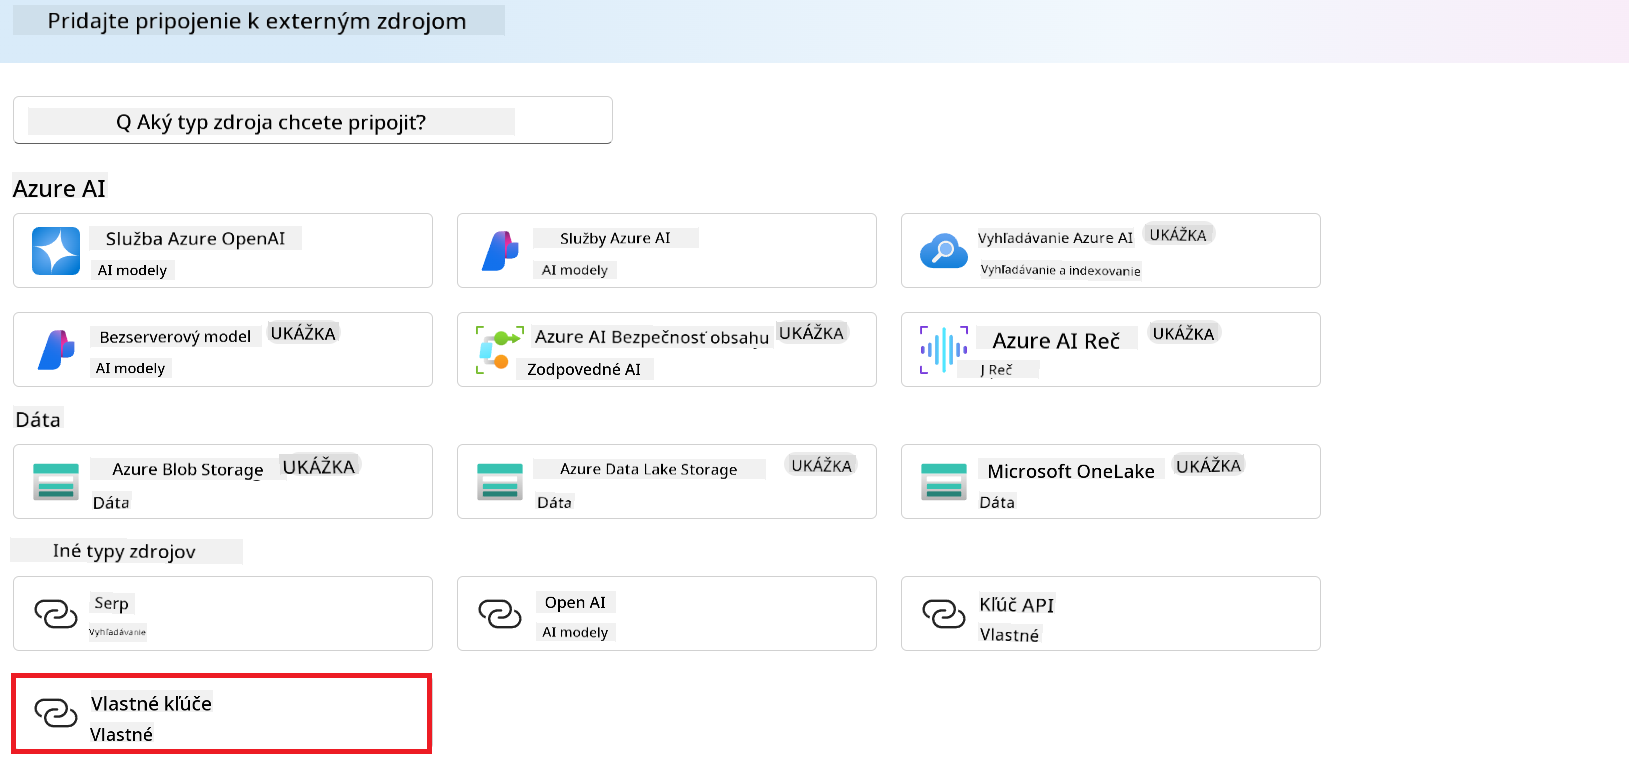 Pridajte pripojenie k externým zdrojom
Q Aký typ zdroja chcete pripojiť?
Azure AI
Služba Azure OpenAI
AI modely
Služby Azure AI
AI modely
Vyhľadávanie Azure AI UKÁŽKA
Vyhľadávanie a indexovanie
Bezserverový model UKÁŽKA
AI modely
Azure AI Bezpečnosť obsahu UKÁŽKA
Zodpovedné AI
Azure AI Reč UKÁŽKA
J Reč
Dáta
Azure Blob Storage UKÁŽKA
Dáta
Azure Data Lake Storage UKÁŽKA
Dáta
Microsoft OneLake UKÁŽKA
Dáta
Iné typy zdrojov
Serp
Vyhľadávanie
Open AI
AI modely
Kľúč API
Vlastné
Vlastné kľúče
Vlastné